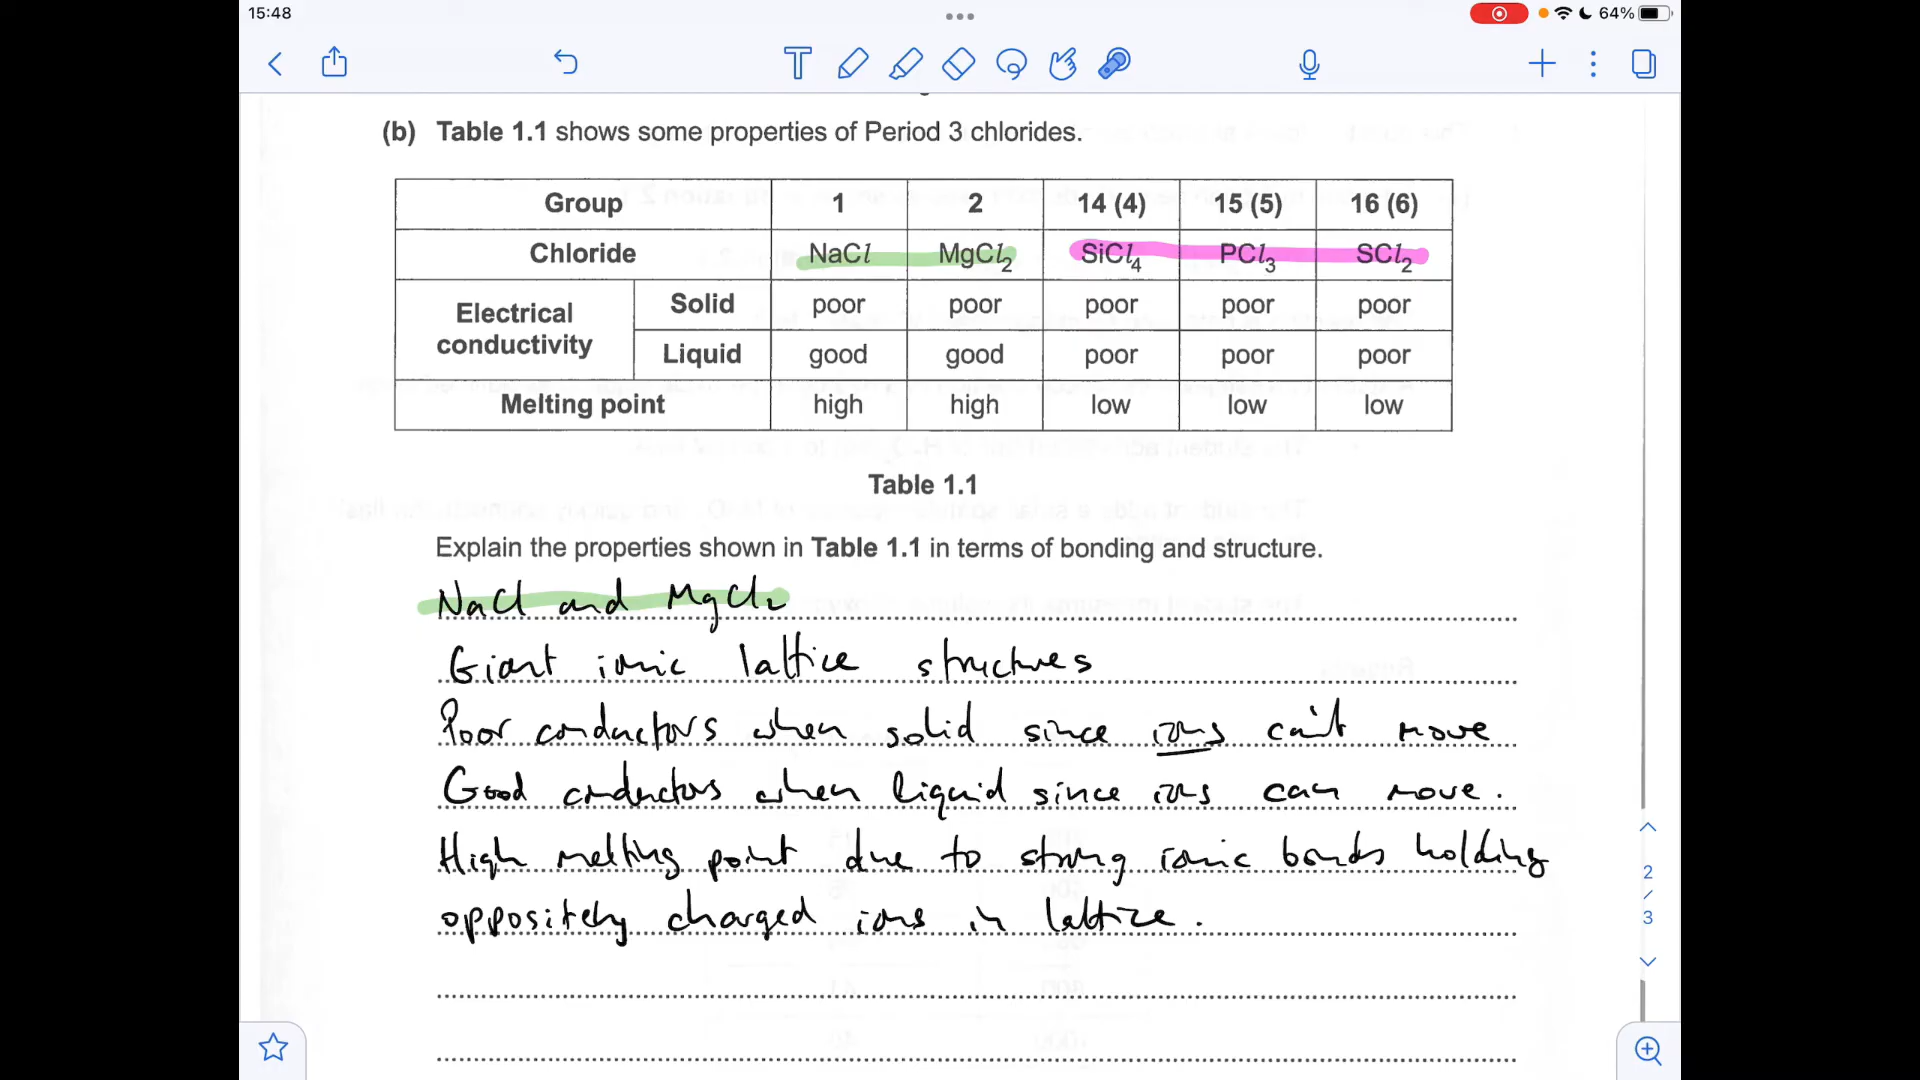 15:48
64%
(b) Table 1.1 shows some properties of Period 3 chlorides.
Group 1 2 14 (4) 15 (5) 16 (6)
Chloride NaCl MgCl₂ SiCl₄ PCl₃ SCl₂
Electrical conductivity Solid poor poor poor poor poor
Liquid good good poor poor poor
Melting point high high low low low
Table 1.1
Explain the properties shown in Table 1.1 in terms of bonding and structure.
NaCl and MgCl₂
Giant ionic lattice structures
Poor conductors when solid since ions can't move
Good conductors when liquid since ions can move.
High melting point due to strong ionic bonds holding
oppositely charged ions in lattice.
2
/
3